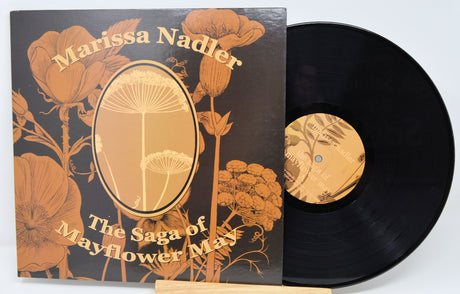 Marissa Nadler
The Saga of
Mayflower May